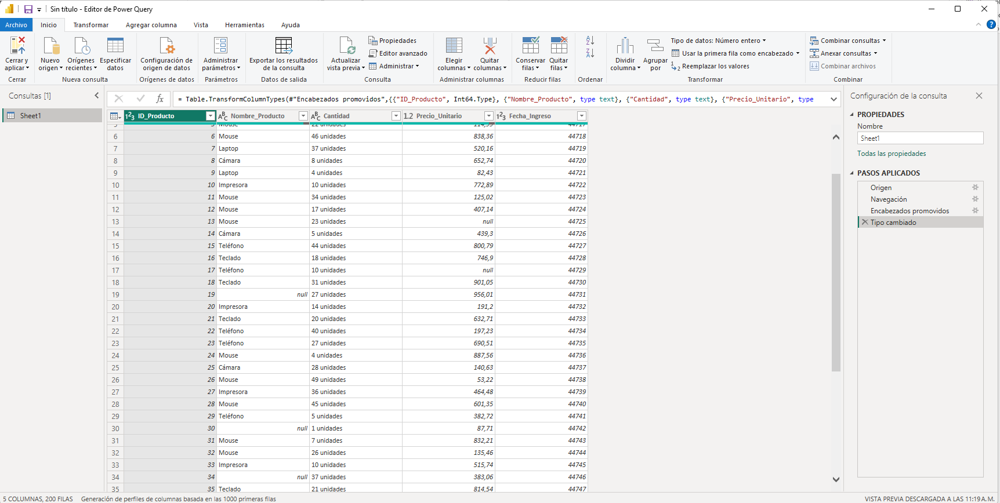 Sin título - Editor de Power Query
Archivo Inicio Transformar Agregar columna Vista Herramientas Ayuda
Cerrar y aplicar
Cerrar
Nuevo origen
Orígenes recientes
Especificar datos
Nueva consulta
Configuración de origen de datos
Orígenes de datos
Administrar parámetros
Parámetros
Exportar los resultados de la consulta
Datos de salida
Actualizar vista previa
Propiedades
Editor avanzado
Administrar
Consulta
Elegir columnas
Quitar columnas
Administrar columnas
Conservar filas
Quitar filas
Reducir filas
Ordenar
Dividir columna
Agrupar por
Tipo de datos: Número entero
Usar la primera fila como encabezado
Reemplazar los valores
Transformar
Combinar consultas
Anexar consultas
Combinar archivos
Combinar
Consultas [1]
Sheet1
fx = Table.TransformColumnTypes(#"Encabezados promovidos",{{"ID_Producto", Int64.Type}, {"Nombre_Producto", type text}, {"Cantidad", type text}, {"Precio_Unitario", type
ID_Producto Nombre_Producto Cantidad Precio_Unitario Fecha_Ingreso
5 5 Mouse 22 unidades 114,55 44717
6 6 Mouse 46 unidades 838,36 44718
7 7 Laptop 37 unidades 520,16 44719
8 8 Cámara 8 unidades 652,74 44720
9 9 Laptop 4 unidades 82,43 44721
10 10 Impresora 10 unidades 772,89 44722
11 11 Mouse 34 unidades 125,02 44723
12 12 Mouse 17 unidades 407,14 44724
13 13 Mouse 23 unidades null 44725
14 14 Cámara 5 unidades 439,3 44726
15 15 Teléfono 44 unidades 800,79 44727
16 16 Teclado 18 unidades 746,9 44728
17 17 Teléfono 10 unidades null 44729
18 18 Teclado 31 unidades 901,05 44730
19 19 null 27 unidades 956,01 44731
20 20 Impresora 14 unidades 191,2 44732
21 21 Teclado 20 unidades 632,71 44733
22 22 Teléfono 40 unidades 197,23 44734
23 23 Teléfono 27 unidades 690,51 44735
24 24 Mouse 4 unidades 887,56 44736
25 25 Cámara 28 unidades 140,63 44737
26 26 Mouse 49 unidades 53,22 44738
27 27 Impresora 36 unidades 464,48 44739
28 28 Mouse 45 unidades 601,35 44740
29 29 Teléfono 5 unidades 382,72 44741
30 30 null 1 unidades 87,71 44742
31 31 Mouse 7 unidades 832,21 44743
32 32 Mouse 26 unidades 135,46 44744
33 33 Impresora 10 unidades 515,74 44745
34 34 null 37 unidades 383,06 44746
35 35 Teclado 21 unidades 814,54 44747
Configuración de la consulta
PROPIEDADES
Nombre
Sheet1
Todas las propiedades
PASOS APLICADOS
Origen
Navegación
Encabezados promovidos
Tipo cambiado
5 COLUMNAS, 200 FILAS Generación de perfiles de columnas basada en las 1000 primeras filas
VISTA PREVIA DESCARGADA A LAS 11:19 A. M.